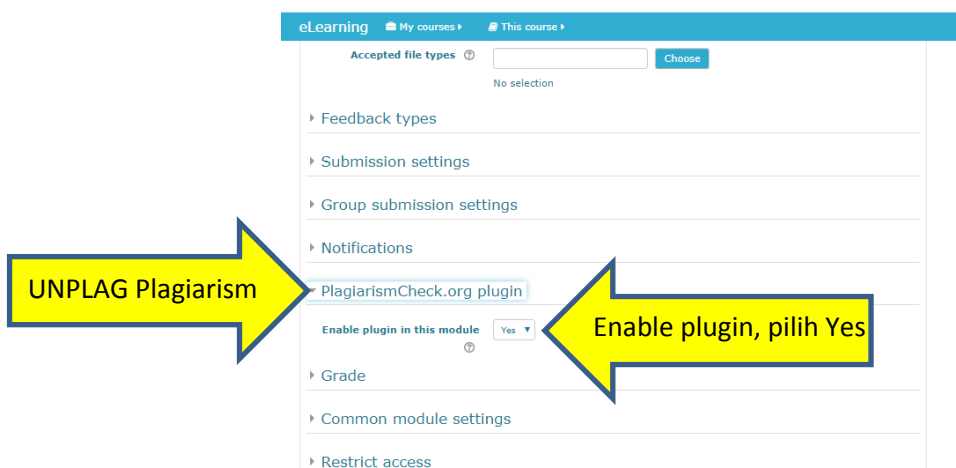 eLearning My courses This course
Accepted file types Choose
No selection
Feedback types
Submission settings
Group submission settings
Notifications
UNPLAG Plagiarism
PlagiarismCheck.org plugin
Enable plugin in this module Yes
Enable plugin, pilih Yes
Grade
Common module settings
Restrict access